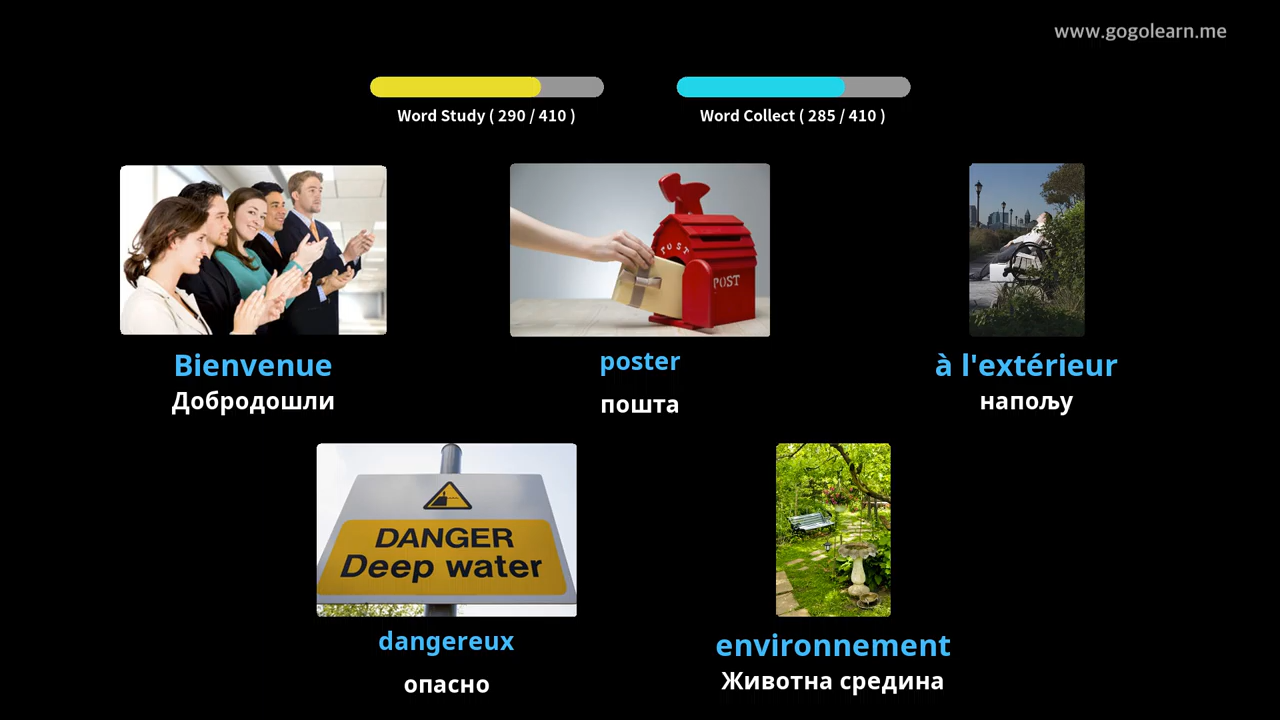 www.gogolearn.me
Word Study ( 290 / 410 )
Word Collect ( 285 / 410 )
POST
POST
Bienvenue
Добродошли
poster
пошта
à l'extérieur
напољу
DANGER
Deep water
dangereux
опасно
environnement
Животна средина